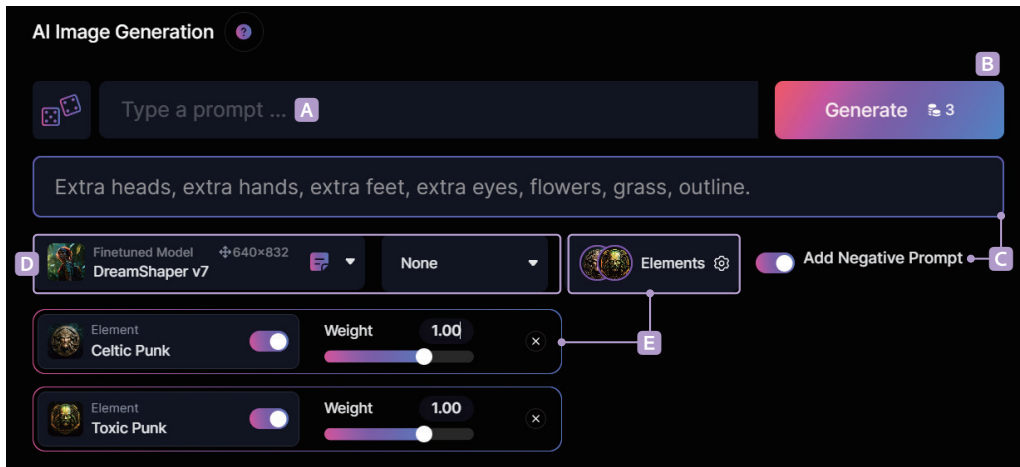 AI Image Generation ?
B
Type a prompt ... A
Generate 3
Extra heads, extra hands, extra feet, extra eyes, flowers, grass, outline.
D
Finetuned Model 640×832
DreamShaper v7
None
Elements
Add Negative Prompt
C
E
Element
Celtic Punk
Weight 1.00
Element
Toxic Punk
Weight 1.00